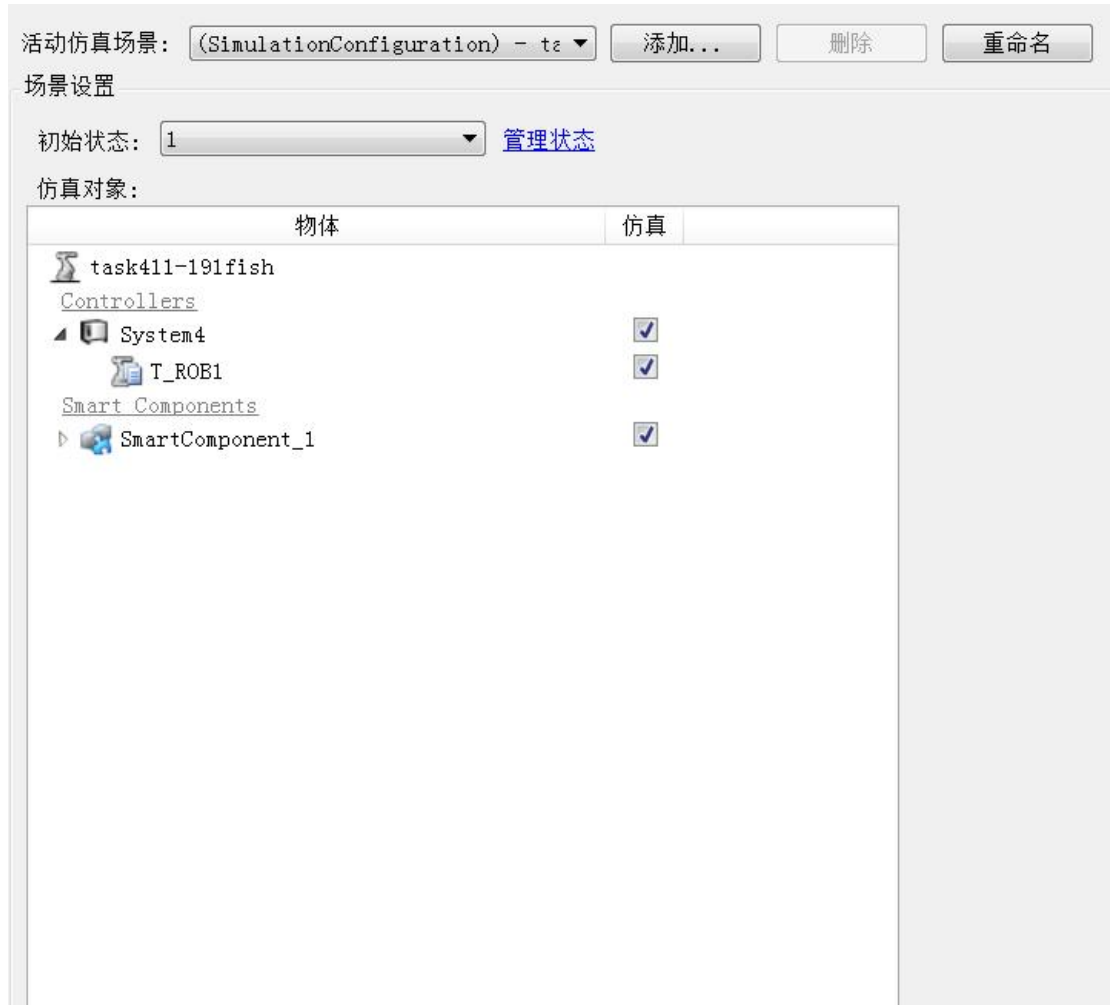 活动仿真场景: (SimulationConfiguration) - ta 添加... 删除 重命名
场景设置
初始状态: 1 管理状态
仿真对象:
物体 仿真
task411-191fish
Controllers
System4
T_ROB1
Smart Components
SmartComponent_1